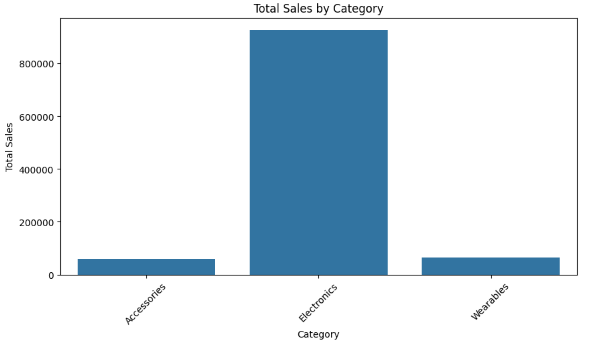 Total Sales by Category
Total Sales
800000
600000
400000
200000
0
Accessories
Electronics
Wearables
Category